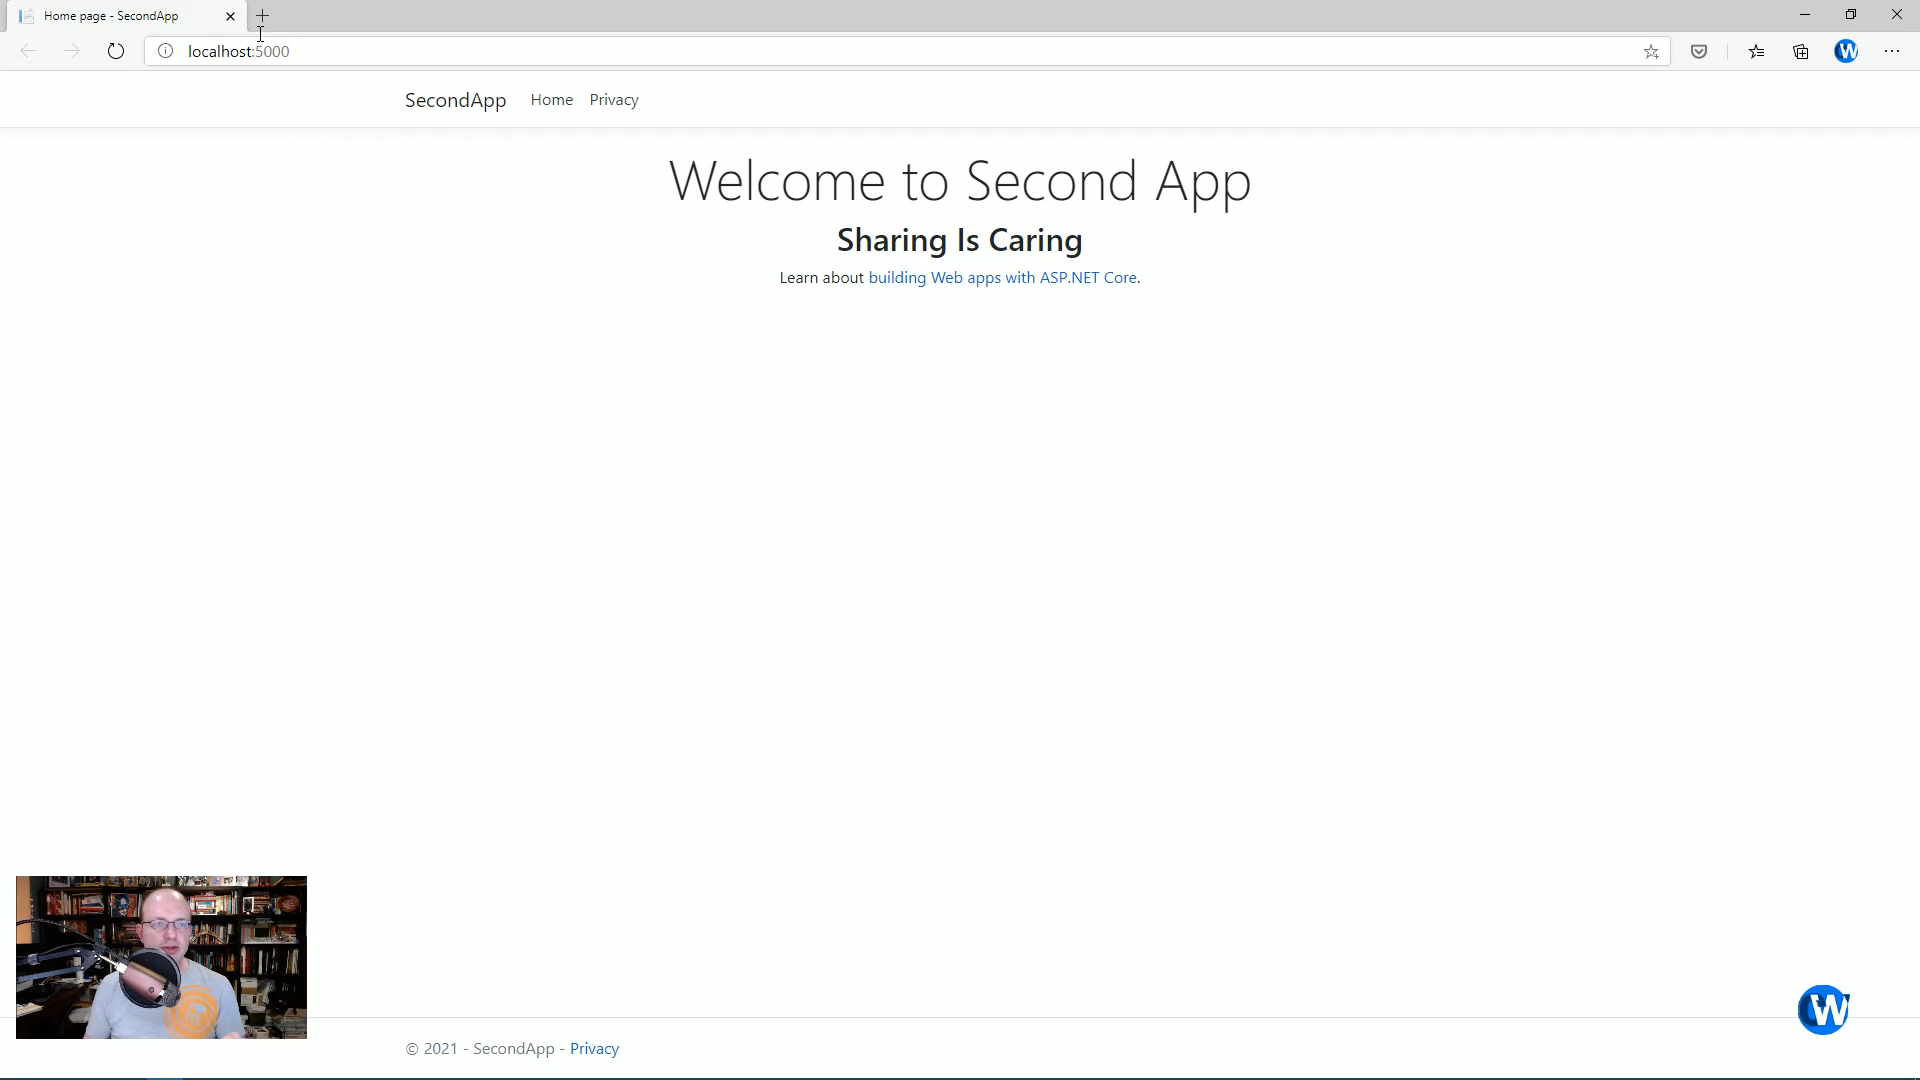 Home page - SecondApp
localhost:5000
SecondApp Home Privacy
Welcome to Second App
Sharing Is Caring
Learn about building Web apps with ASP.NET Core.
W
W
© 2021 - SecondApp - Privacy